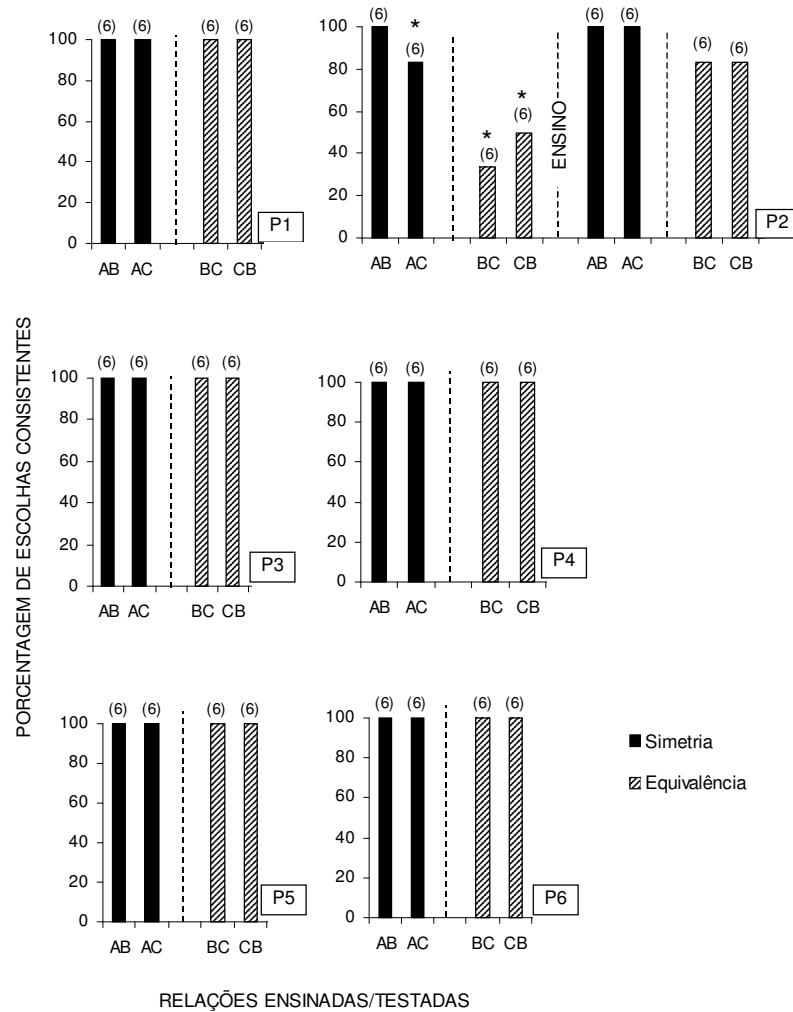 PORCENTAGEM DE ESCOLHAS CONSISTENTES
(6) (6) (6) (6)
100
80
60
40
20
0
AB AC BC CB
P1
(6) * (6) * (6) * (6) (6) (6) (6) (6)
100
80
60
40
20
0
ENSINO
AB AC BC CB AB AC BC CB
P2
(6) (6) (6) (6)
100
80
60
40
20
0
AB AC BC CB
P3
(6) (6) (6) (6)
100
80
60
40
20
0
AB AC BC CB
P4
(6) (6) (6) (6)
100
80
60
40
20
0
AB AC BC CB
P5
(6) (6) (6) (6)
100
80
60
40
20
0
AB AC BC CB
P6
Simetria
Equivalência
RELAÇÕES ENSINADAS/TESTADAS